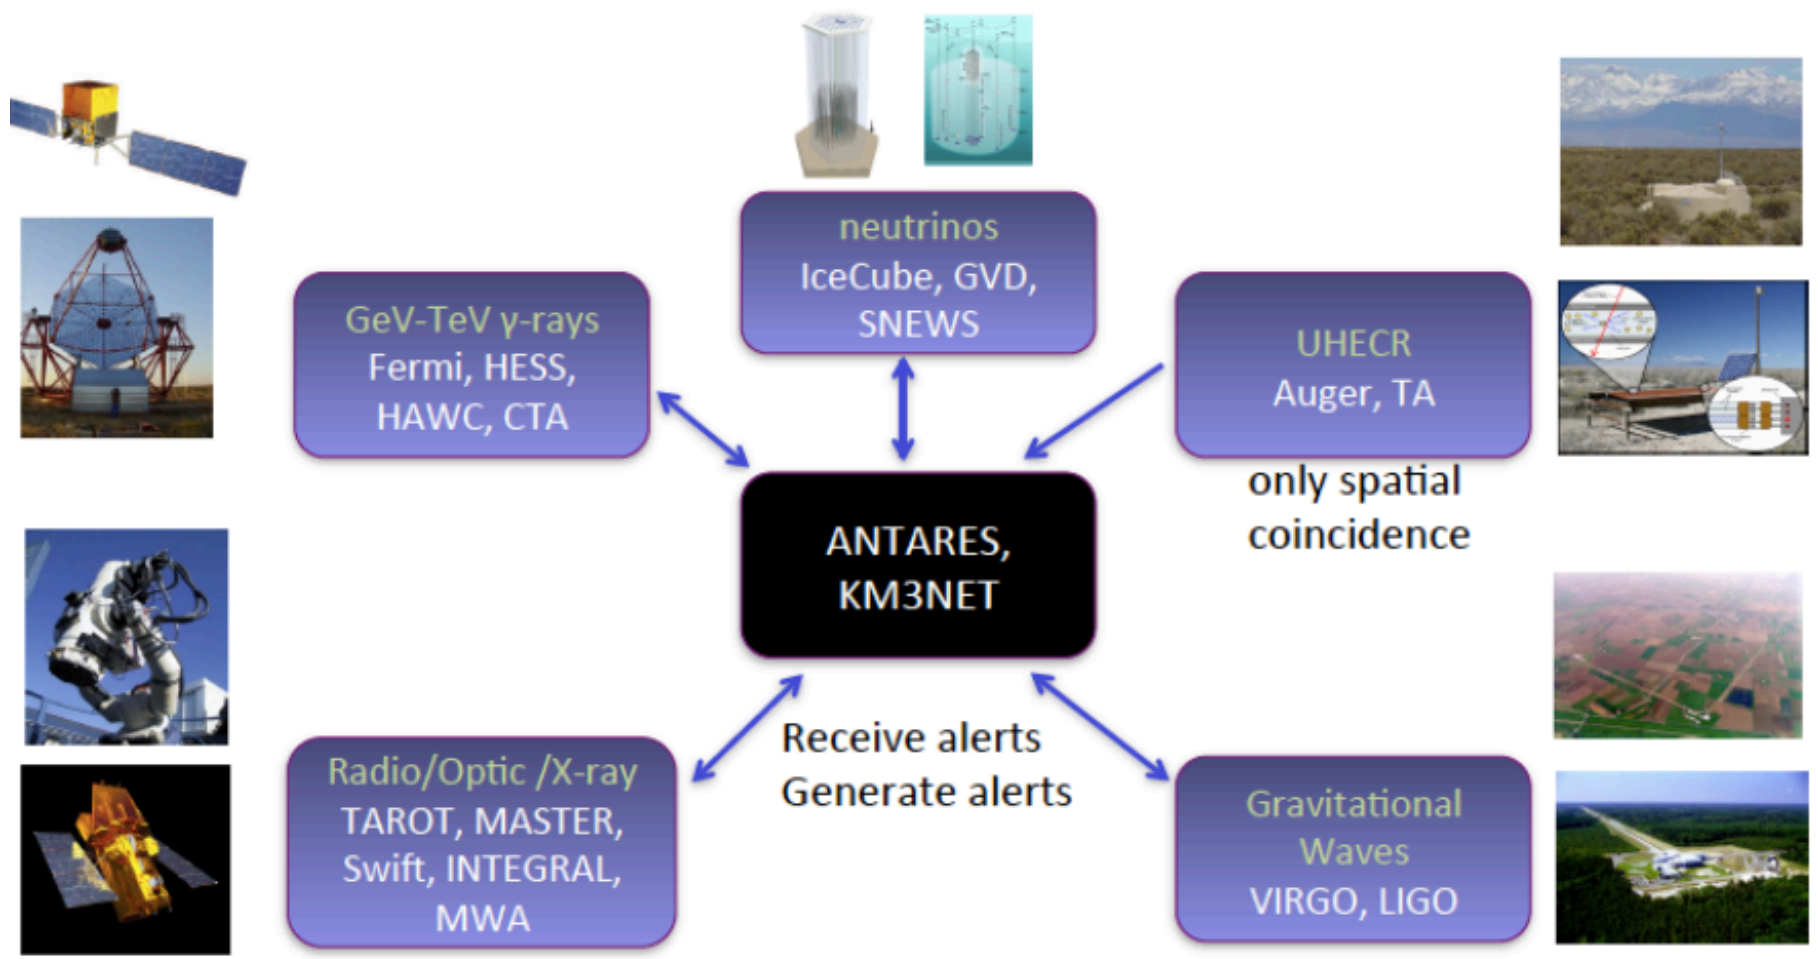 neutrinos
IceCube, GVD,
SNEWS
GeV-TeV γ-rays
Fermi, HESS,
HAWC, CTA
UHECR
Auger, TA
only spatial
coincidence
ANTARES,
KM3NET
Receive alerts
Generate alerts
Radio/Optic /X-ray
TAROT, MASTER,
Swift, INTEGRAL,
MWA
Gravitational
Waves
VIRGO, LIGO